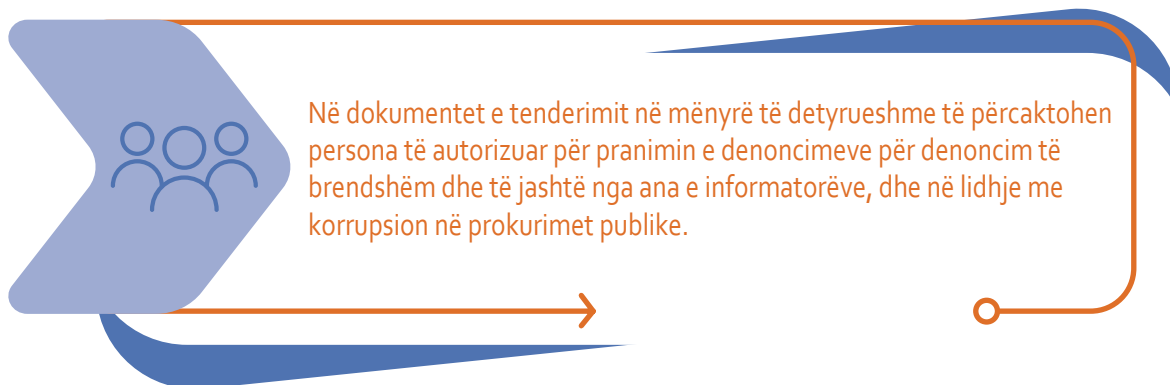 Në dokumentet e tenderimit në mënyrë të detyrueshme të përcaktohen
persona të autorizuar për pranimin e denoncimeve për denoncim të
brendshëm dhe të jashtë nga ana e informatorëve, dhe në lidhje me
korrupsion në prokurimet publike.